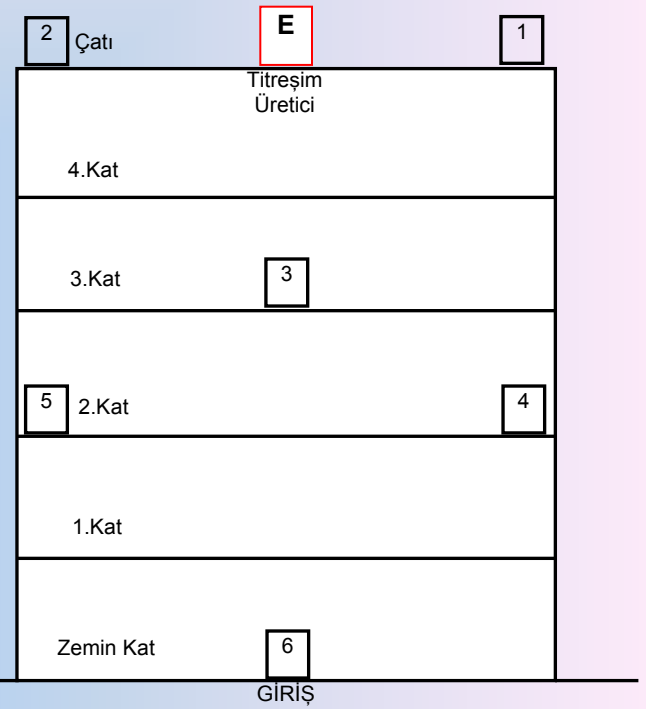 2
Çatı
E
1
Titreşim
Üretici
4.Kat
3.Kat
3
5
2.Kat
4
1.Kat
Zemin Kat
6
GİRİŞ